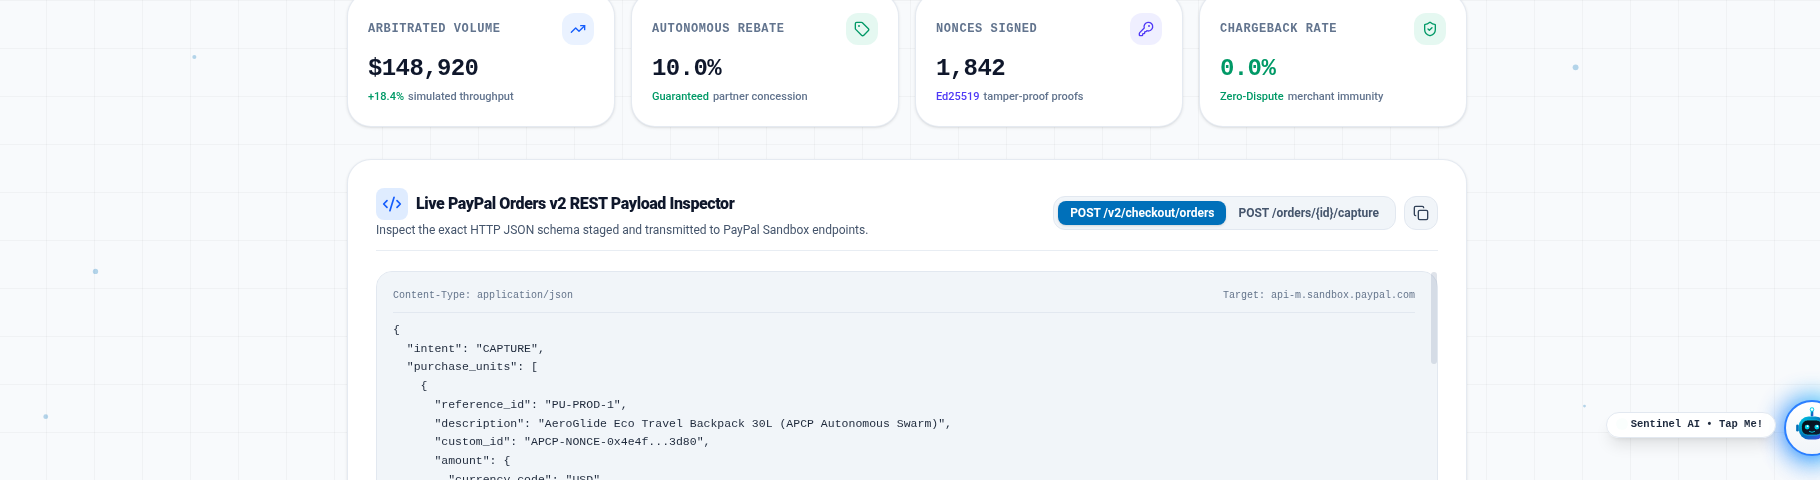 ARBITRATED VOLUME
$148,920
+18.4% simulated throughput
AUTONOMOUS REBATE
10.0%
Guaranteed partner concession
NONCES SIGNED
1,842
Ed25519 tamper-proof proofs
CHARGEBACK RATE
0.0%
Zero-Dispute merchant immunity
Live PayPal Orders v2 REST Payload Inspector
Inspect the exact HTTP JSON schema staged and transmitted to PayPal Sandbox endpoints.
POST /v2/checkout/orders
POST /orders/{id}/capture
Content-Type: application/json
Target: api-m.sandbox.paypal.com
{
"intent": "CAPTURE",
"purchase_units": [
{
"reference_id": "PU-PROD-1",
"description": "AeroGlide Eco Travel Backpack 30L (APCP Autonomous Swarm)",
"custom_id": "APCP-NONCE-0x4e4f...3d80",
"amount": {
"currency_code": "USD"
Sentinel AI • Tap Me!